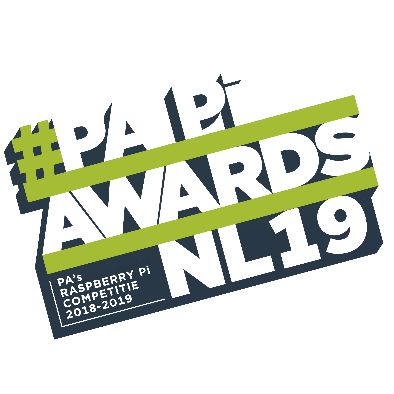 #PA Pi
AWARDS
NL19
PA's
RASPBERRY Pi
COMPETITIE
2018-2019